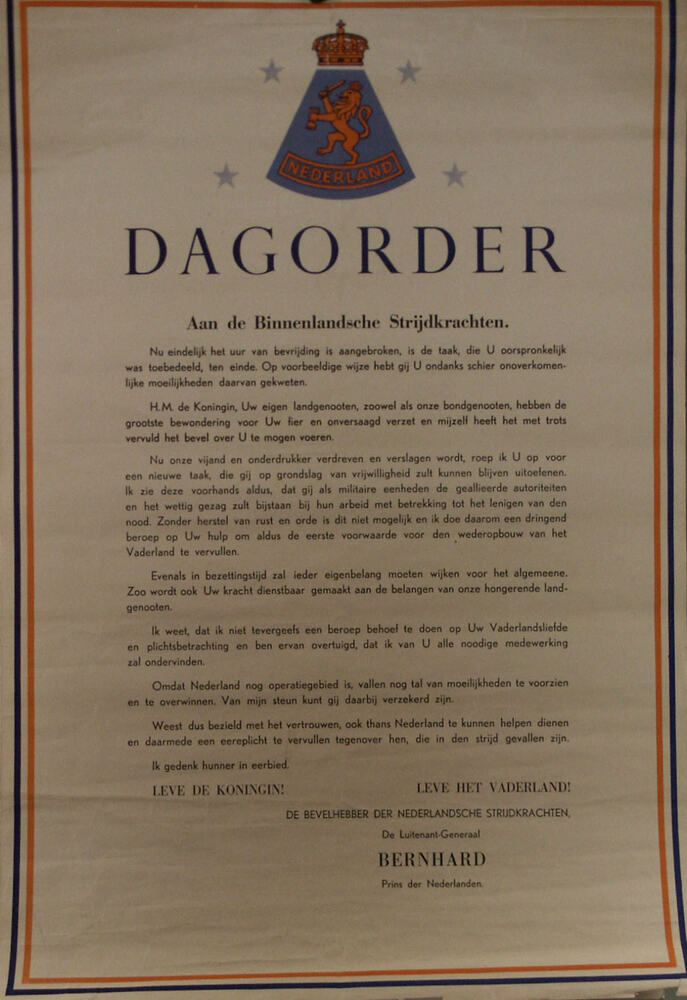 NEDERLAND
DAGORDER
Aan de Binnenlandsche Strijdkrachten.
Nu eindelijk het uur van bevrijding is aangebroken, is de taak, die U oorspronkelijk
was toebedeeld, ten einde. Op voorbeeldige wijze hebt gij U ondanks schier onoverkomen-
lijke moeilijkheden daarvan gekweten.
H.M. de Koningin, Uw eigen landgenooten, zoowel als onze bondgenooten, hebben de
grootste bewondering voor Uw fier en onversaagd verzet en mijzelf heeft het met trots
vervuld het bevel over U te mogen voeren.
Nu onze vijand en onderdrukker verdreven en verslagen wordt, roep ik U op voor
een nieuwe taak, die gij op grondslag van vrijwilligheid zult kunnen blijven uitoefenen.
Ik zie deze voorhands aldus, dat gij als militaire eenheden de geallieerde autoriteiten
en het wettig gezag zult bijstaan bij hun arbeid met betrekking tot het lenigen van den
nood. Zonder herstel van rust en orde is dit niet mogelijk en ik doe daarom een dringend
beroep op Uw hulp om aldus de eerste voorwaarde voor den wederopbouw van het
Vaderland te vervullen.
Evenals in bezettingstijd zal ieder eigenbelang moeten wijken voor het algemeene.
Zoo wordt ook Uw kracht dienstbaar gemaakt aan de belangen van onze hongerende land-
genooten.
Ik weet, dat ik niet tevergeefs een beroep behoef te doen op Uw Vaderlandsliefde
en plichtsbetrachting en ben ervan overtuigd, dat ik van U alle noodige medewerking
zal ondervinden.
Omdat Nederland nog operatiegebied is, vallen nog tal van moeilijkheden te voorzien
en te overwinnen. Van mijn steun kunt gij daarbij verzekerd zijn.
Weest dus bezield met het vertrouwen, ook thans Nederland te kunnen helpen dienen
en daarmede een eereplicht te vervullen tegenover hen, die in den strijd gevallen zijn.
Ik gedenk hunner in eerbied.
LEVE DE KONINGIN! LEVE HET VADERLAND!
DE BEVELHEBBER DER NEDERLANDSCHE STRIJDKRACHTEN,
De Luitenant-Generaal
BERNHARD
Prins der Nederlanden.